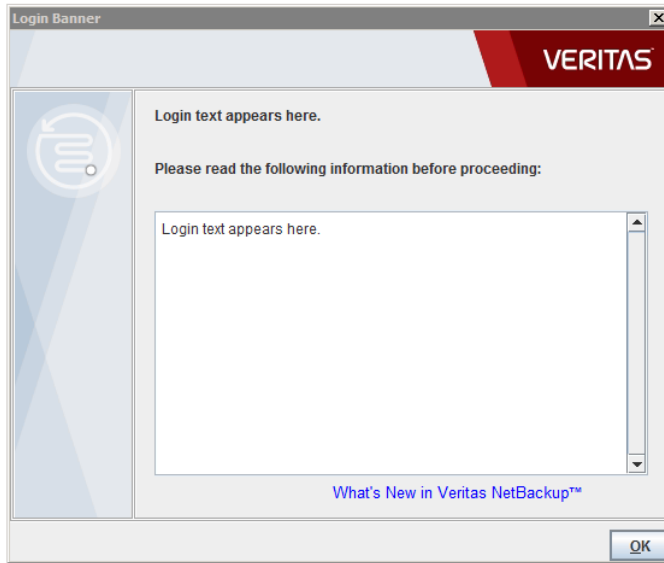 Login Banner
VERITAS
Login text appears here.
Please read the following information before proceeding:
Login text appears here.
What's New in Veritas NetBackup™
OK